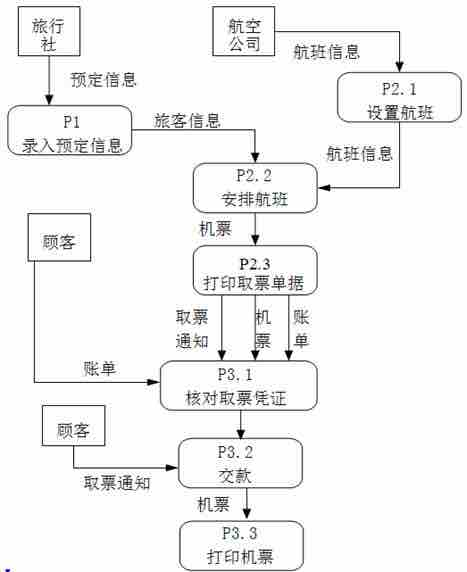 旅行
社
航空
公司
预定信息
航班信息
P1
录入预定信息
旅客信息
P2.1
设置航班
航班信息
P2.2
安排航班
机票
顾客
P2.3
打印取票单据
取票
通知
机
票
账
单
账单
P3.1
核对取票凭证
顾客
P3.2
交款
取票通知
机票
P3.3
打印机票